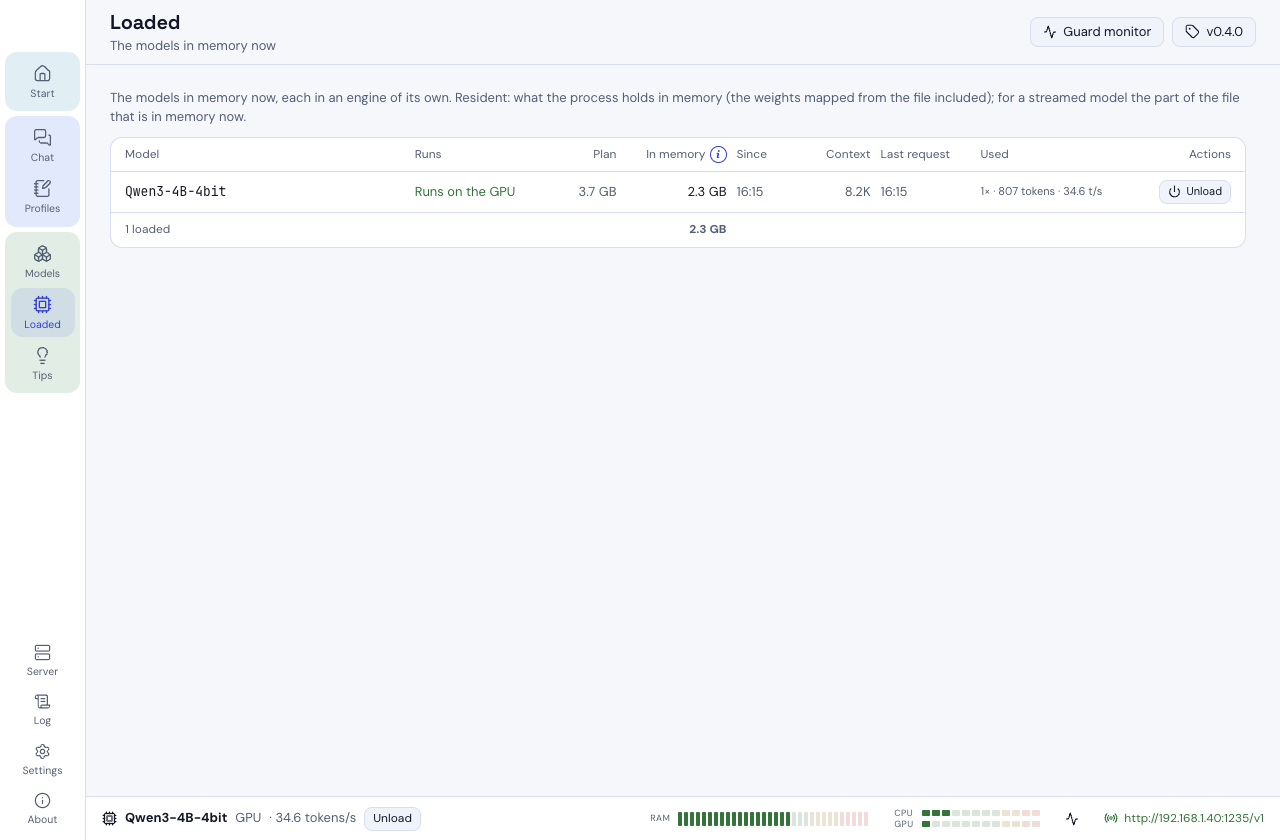 Loaded
The models in memory now
Guard monitor
v0.4.0
Start
Chat
Profiles
Models
Loaded
Tips
Server
Log
Settings
About
The models in memory now, each in an engine of its own. Resident: what the process holds in memory (the weights mapped from the file included); for a streamed model the part of the file
that is in memory now.
Model Runs Plan In memory i Since Context Last request Used Actions
Qwen3-4B-4bit Runs on the GPU 3.7 GB 2.3 GB 16:15 8.2K 16:15 1× · 807 tokens · 34.6 t/s Unload
1 loaded 2.3 GB
Qwen3-4B-4bit GPU · 34.6 tokens/s Unload
RAM
CPU
GPU
http://192.168.1.40:1235/v1